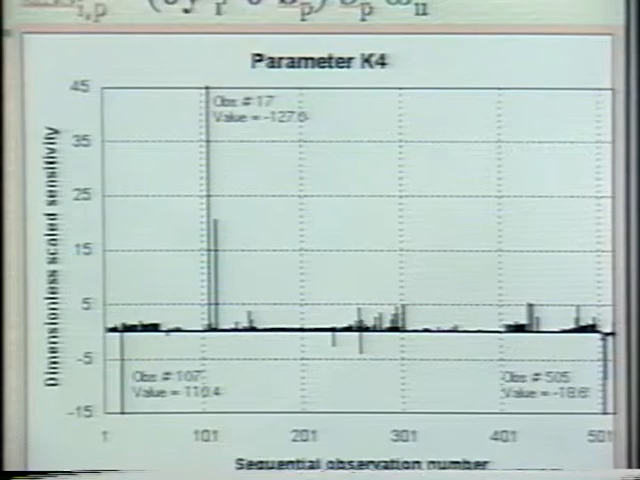 Parameter K4
45
Obs # 17
Value = -127.6
35
25
15
5
-5
Obs # 107
Value = 116.4
Obs # 505
Value = -18.6
-15
1 101 201 301 401 501
Sequential observation number
Dimensionless scaled sensitivity